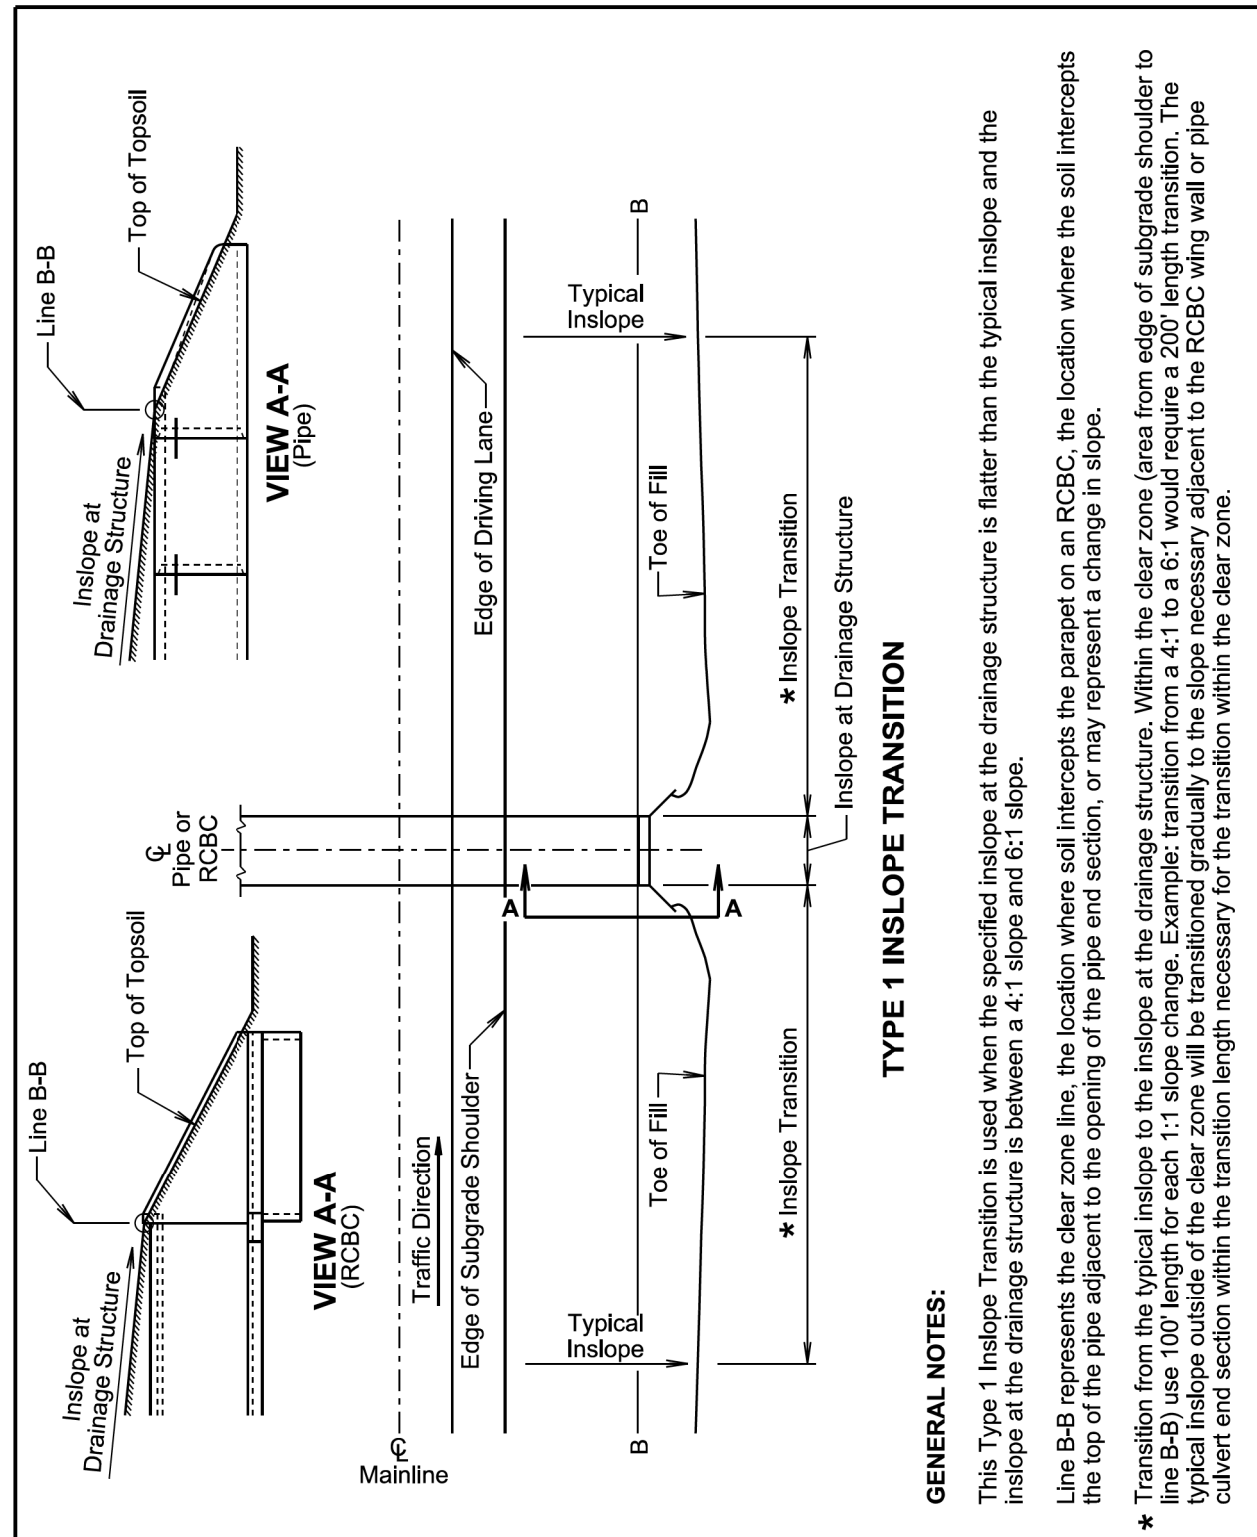 Line B-B
Top of Topsoil
Inslope at
Drainage Structure
VIEW A-A
(RCBC)
Line B-B
Top of Topsoil
Inslope at
Drainage Structure
VIEW A-A
(Pipe)
℄
Pipe or
RCBC
℄
Mainline
Traffic Direction
Edge of Driving Lane
Edge of Subgrade Shoulder
Typical
Inslope
Typical
Inslope
A
A
B
B
Toe of Fill
Toe of Fill
* Inslope Transition
* Inslope Transition
Inslope at Drainage Structure
TYPE 1 INSLOPE TRANSITION
GENERAL NOTES:
This Type 1 Inslope Transition is used when the specified inslope at the drainage structure is flatter than the typical inslope and the
inslope at the drainage structure is between a 4:1 slope and 6:1 slope.
Line B-B represents the clear zone line, the location where soil intercepts the parapet on an RCBC, the location where the soil intercepts
the top of the pipe adjacent to the opening of the pipe end section, or may represent a change in slope.
* Transition from the typical inslope to the inslope at the drainage structure. Within the clear zone (area from edge of subgrade shoulder to
line B-B) use 100' length for each 1:1 slope change. Example: transition from a 4:1 to a 6:1 would require a 200' length transition. The
typical inslope outside of the clear zone will be transitioned gradually to the slope necessary adjacent to the RCBC wing wall or pipe
culvert end section within the transition length necessary for the transition within the clear zone.